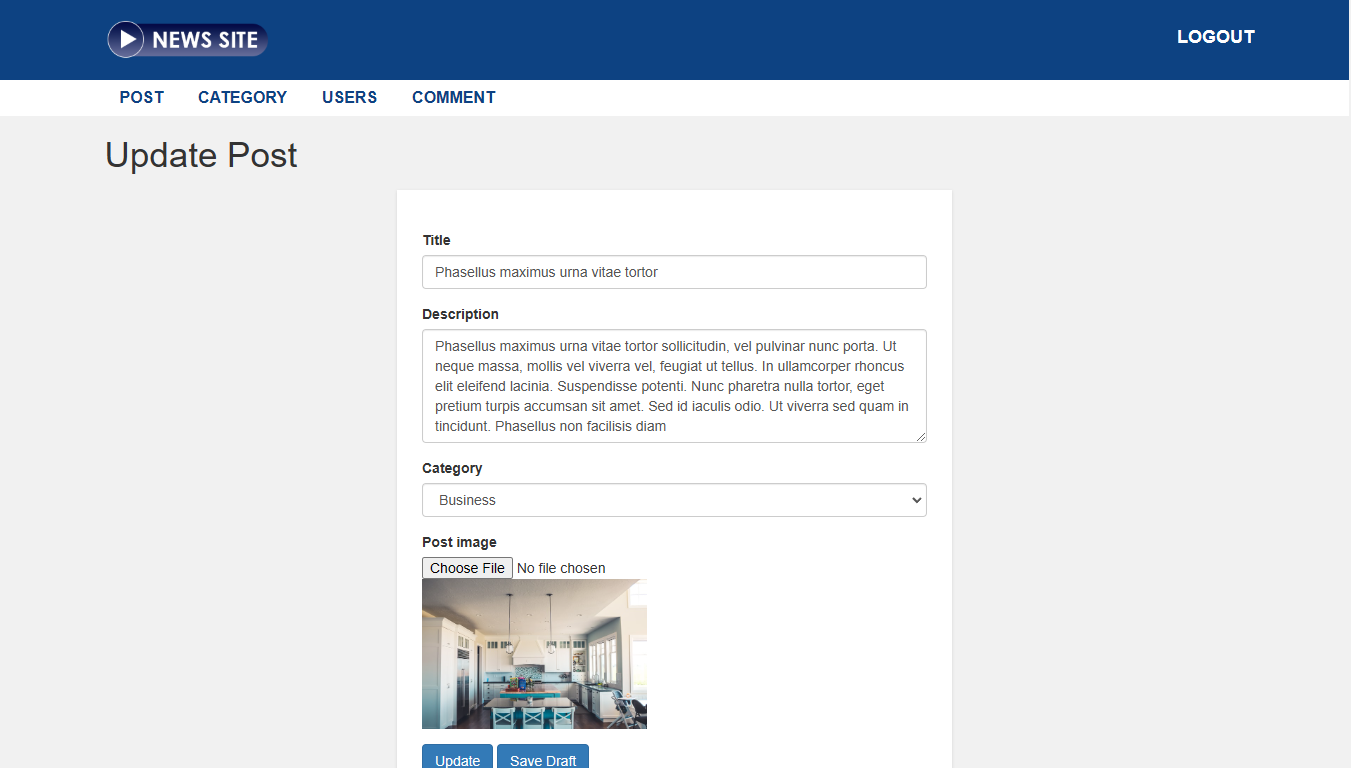 NEWS SITE
LOGOUT
POST CATEGORY USERS COMMENT
Update Post
Title
Phasellus maximus urna vitae tortor
Description
Phasellus maximus urna vitae tortor sollicitudin, vel pulvinar nunc porta. Ut
neque massa, mollis vel viverra vel, feugiat ut tellus. In ullamcorper rhoncus
elit eleifend lacinia. Suspendisse potenti. Nunc pharetra nulla tortor, eget
pretium turpis accumsan sit amet. Sed id iaculis odio. Ut viverra sed quam in
tincidunt. Phasellus non facilisis diam
Category
Business
Post image
Choose File No file chosen
Update Save Draft